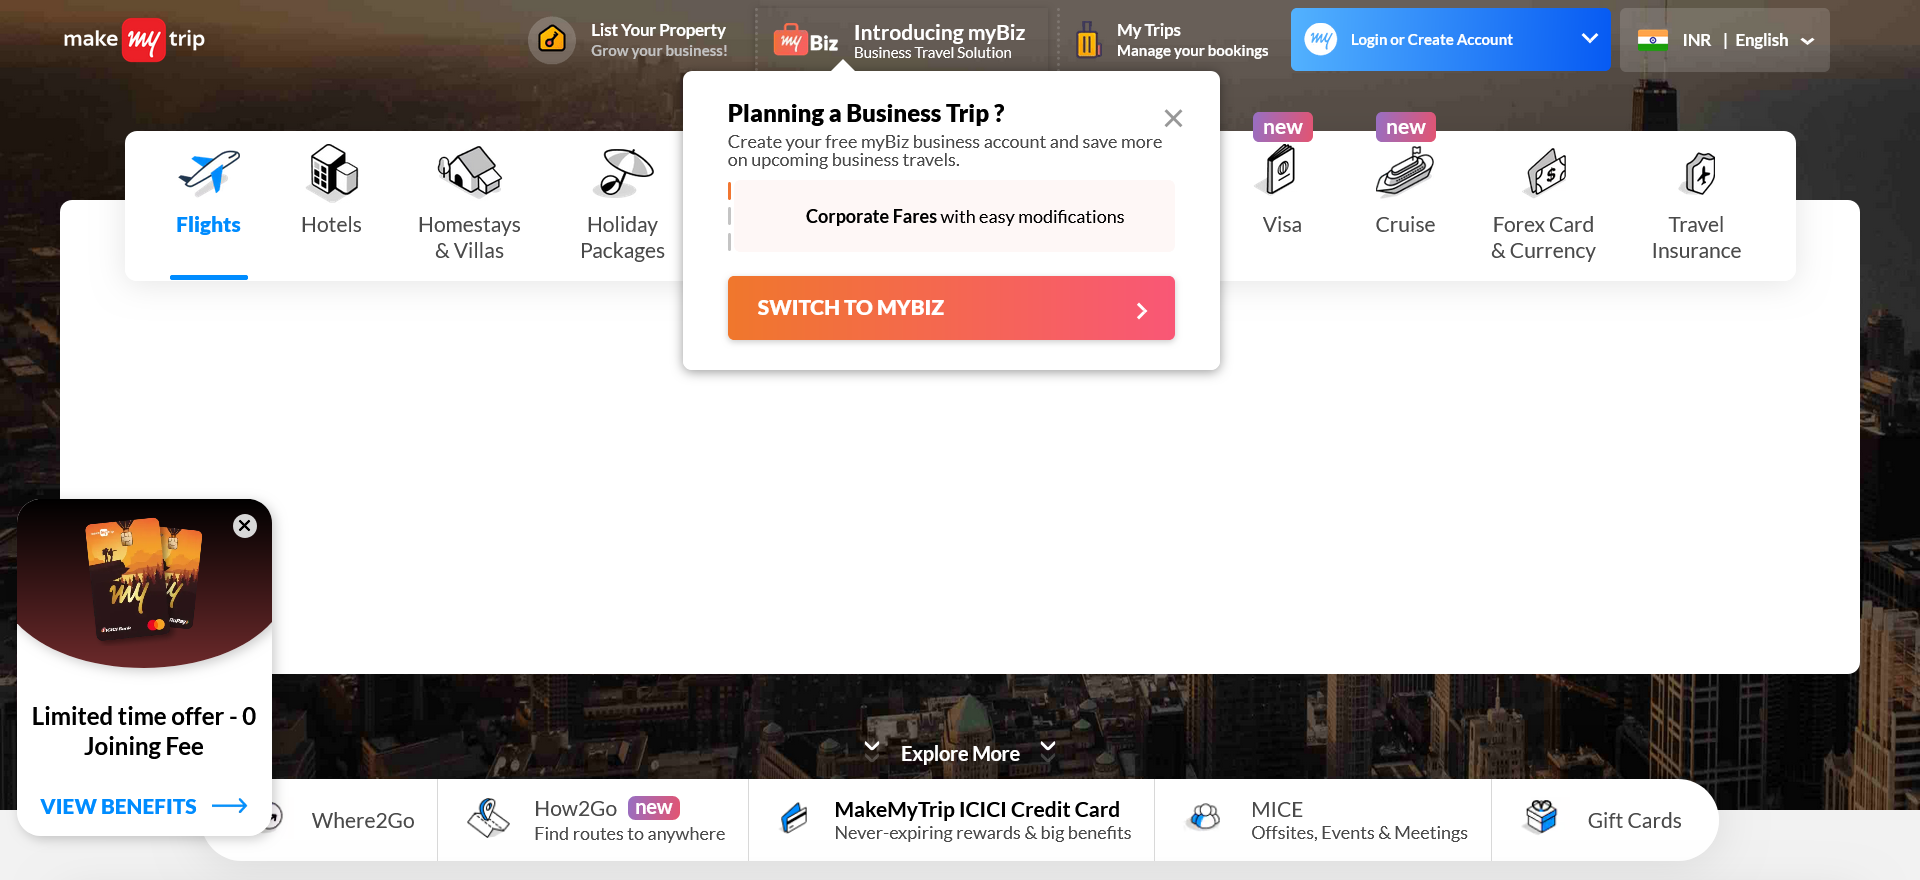 make my trip
List Your Property
Grow your business!
my Biz
Introducing myBiz
Business Travel Solution
My Trips
Manage your bookings
my
Login or Create Account
INR | English
Planning a Business Trip ?
Create your free myBiz business account and save more
on upcoming business travels.
Corporate Fares with easy modifications
SWITCH TO MYBIZ
Flights
Hotels
Homestays
& Villas
Holiday
Packages
new
Visa
new
Cruise
Forex Card
& Currency
Travel
Insurance
my
ICICI Bank
RuPay
Limited time offer - 0
Joining Fee
VIEW BENEFITS
Explore More
Where2Go
How2Go new
Find routes to anywhere
MakeMyTrip ICICI Credit Card
Never-expiring rewards & big benefits
MICE
Offsites, Events & Meetings
Gift Cards